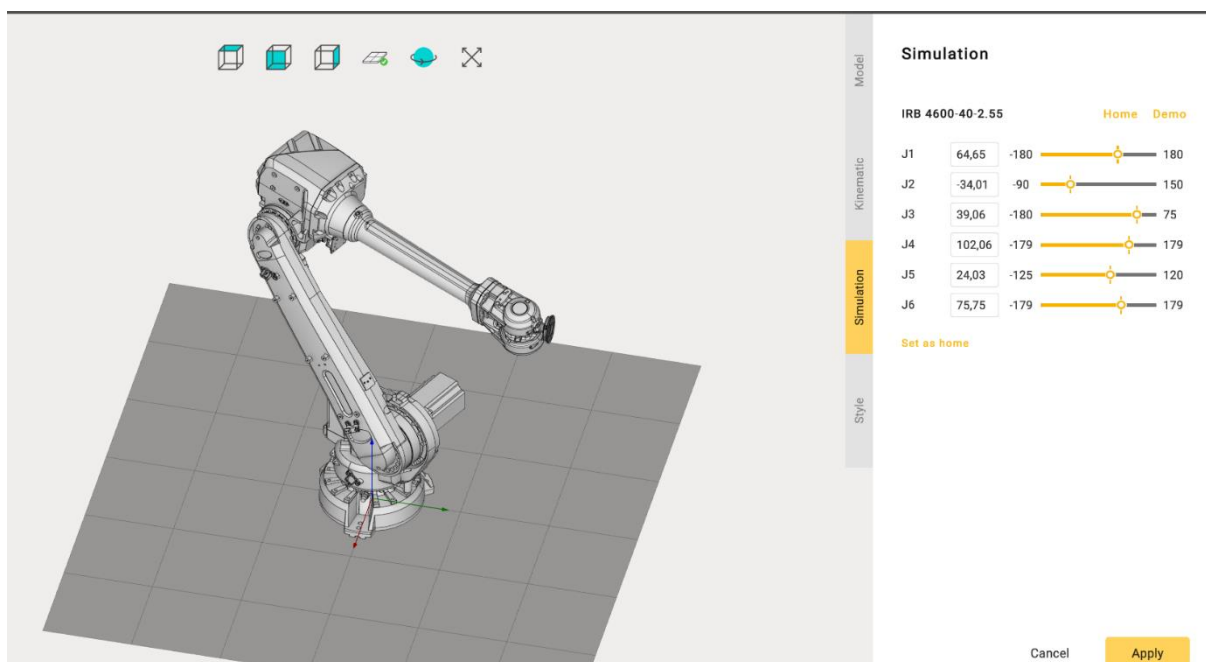 Simulation
IRB 4600-40-2.55 Home Demo
J1 64,65 -180 180
J2 -34,01 -90 150
J3 39,06 -180 75
J4 102,06 -179 179
J5 24,03 -125 120
J6 75,75 -179 179
Set as home
Model
Kinematic
Simulation
Style
Cancel Apply